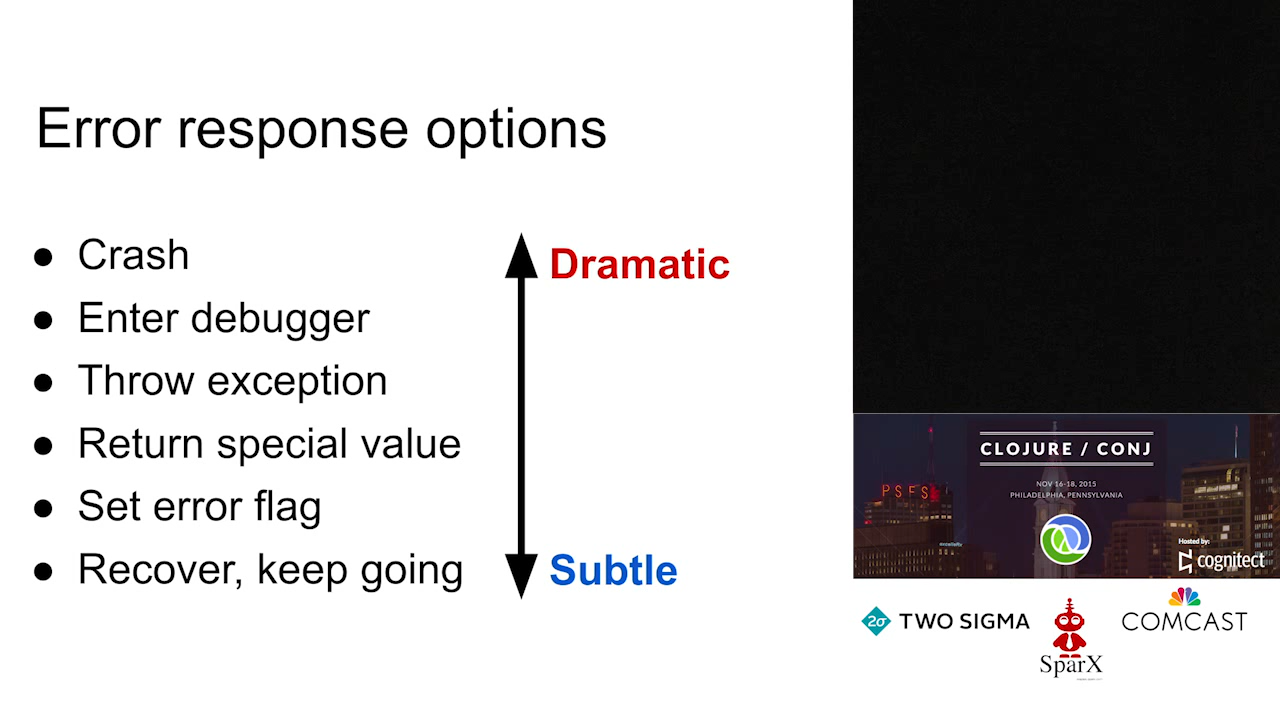 Error response options
● Crash
● Enter debugger
● Throw exception
● Return special value
● Set error flag
● Recover, keep going
Dramatic
Subtle
CLOJURE / CONJ
NOV 16-18, 2015
PHILADELPHIA, PENNSYLVANIA
PSFS
Hosted by:
cognitect
2σ TWO SIGMA
SparX
COMCAST